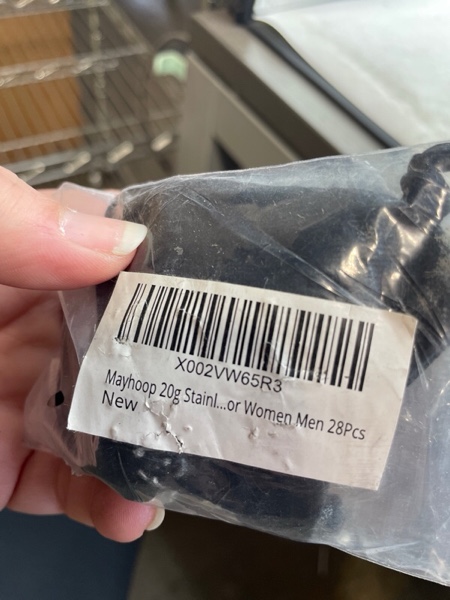 X002VW65R3
Mayhoop 20g Stainl...or Women Men 28Pcs
New